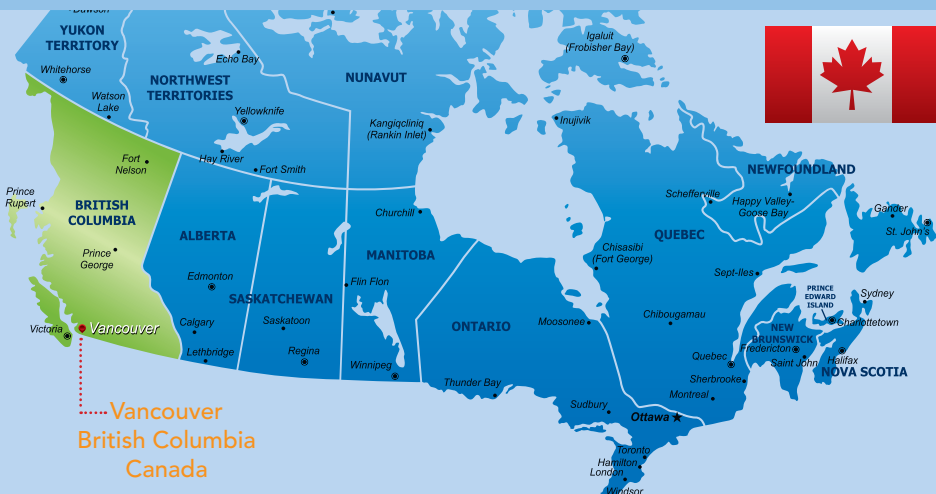 Dawson
YUKON
TERRITORY
Whitehorse
Watson
Lake
Echo Bay
NORTHWEST
TERRITORIES
Yellowknife
Hay River
Fort Smith
NUNAVUT
Kangiqcliniq
(Rankin Inlet)
Igaluit
(Frobisher Bay)
Inujivik
Fort
Nelson
Prince
Rupert
BRITISH
COLUMBIA
Prince
George
Victoria
Vancouver
ALBERTA
Edmonton
Calgary
Lethbridge
SASKATCHEWAN
Saskatoon
Regina
Churchill
MANITOBA
Flin Flon
Winnipeg
ONTARIO
Moosonee
Thunder Bay
Sudbury
Ottawa
Toronto
Hamilton
London
Windsor
NEWFOUNDLAND
Schefferville
Happy Valley-
Goose Bay
Gander
St. John's
QUEBEC
Chisasibi
(Fort George)
Sept-Iles
Chibougamau
Quebec
Sherbrooke
Montreal
PRINCE
EDWARD
ISLAND
Sydney
Charlottetown
NEW
BRUNSWICK
Fredericton
Saint John
Halifax
NOVA SCOTIA
Vancouver
British Columbia
Canada